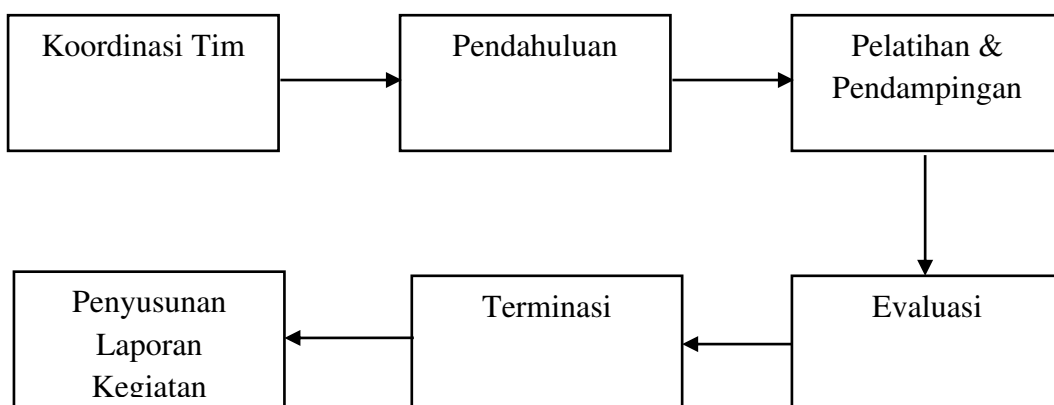 Koordinasi Tim
Pendahuluan
Pelatihan &
Pendampingan
Penyusunan
Laporan
Kegiatan
Terminasi
Evaluasi